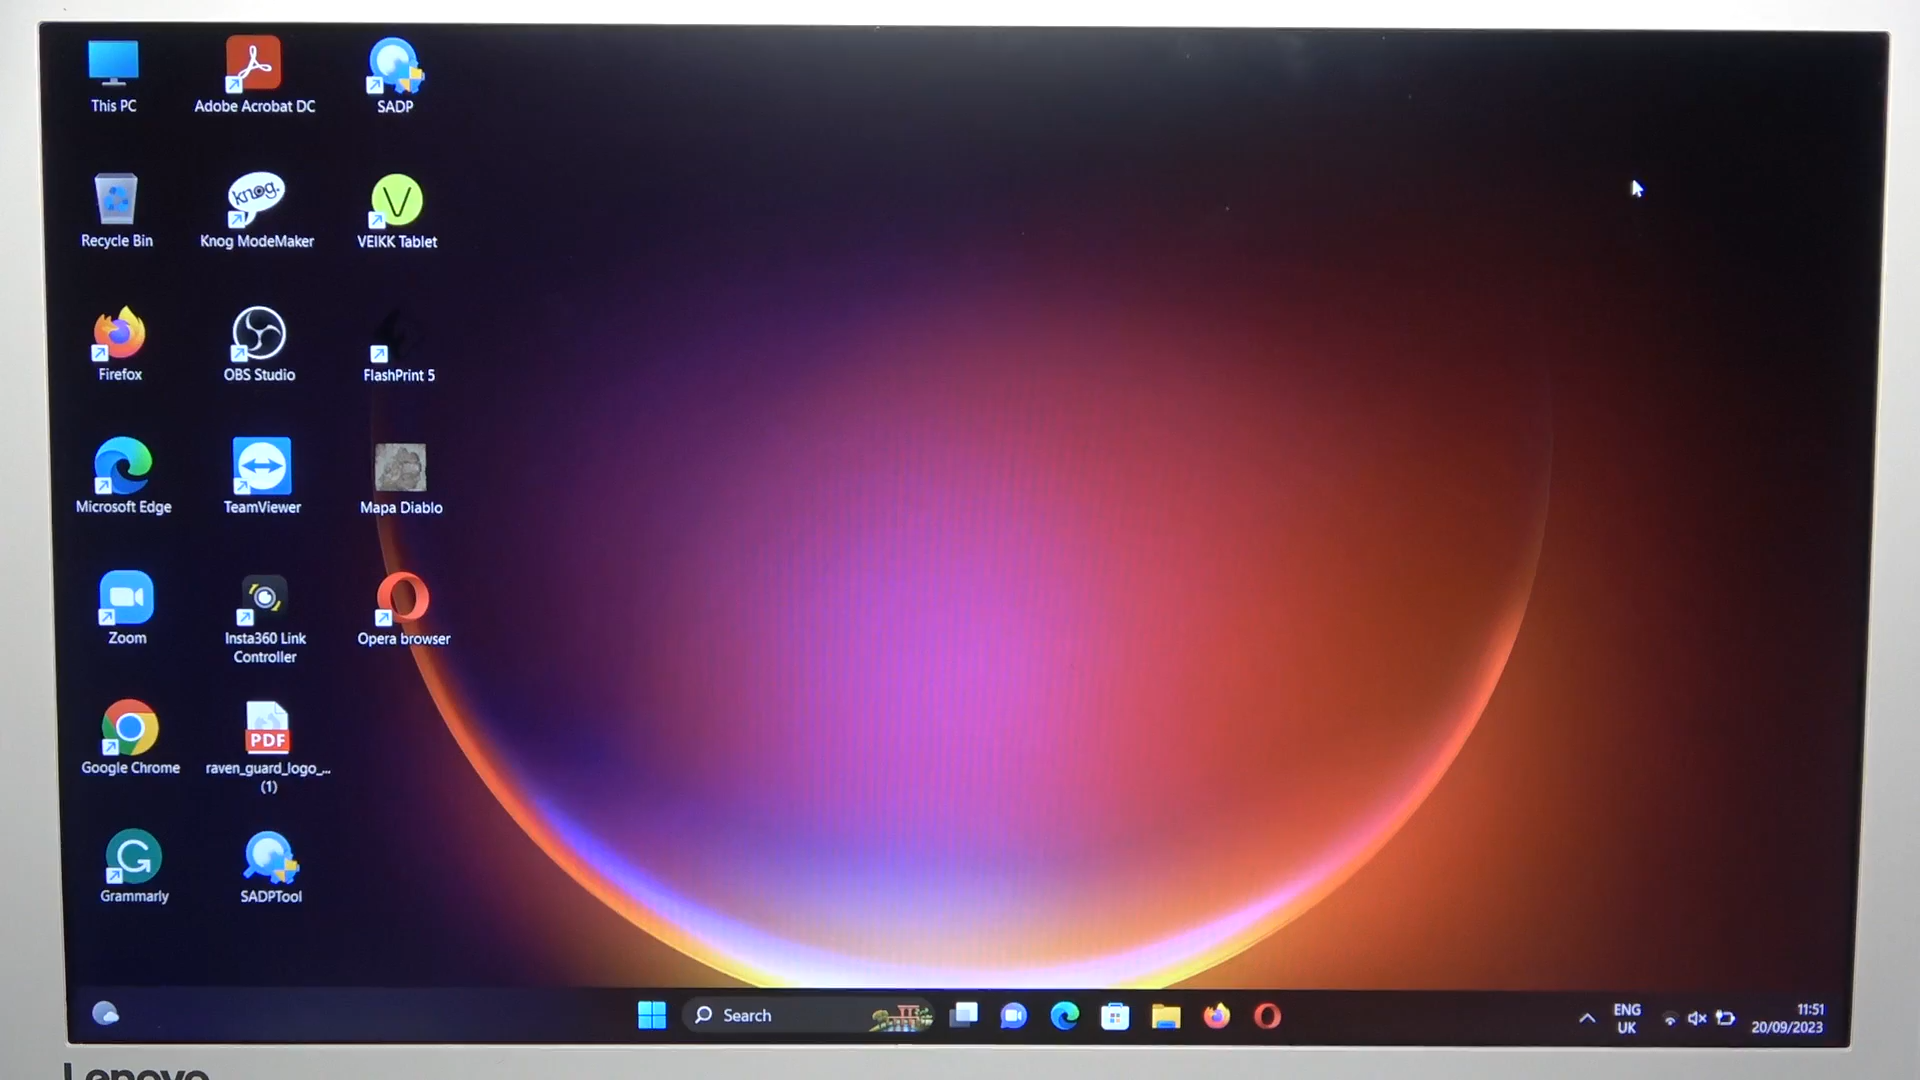 This PC
Adobe Acrobat DC
SADP
Recycle Bin
knog.
Knog ModeMaker
V
VEIKK Tablet
Firefox
OBS Studio
FlashPrint 5
Microsoft Edge
TeamViewer
Mapa Diablo
Zoom
Insta360 Link
Controller
Opera browser
Google Chrome
PDF
raven_guard_logo_...
(1)
Grammarly
SADPTool
Search
ENG
UK
11:51
20/09/2023
Lenovo